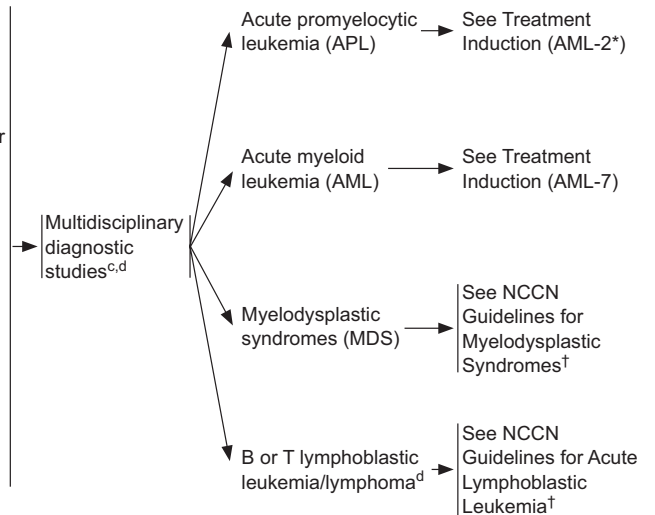 r
Multidisciplinary
diagnostic
studiesc,d
Acute promyelocytic
leukemia (APL)
See Treatment
Induction (AML-2*)
Acute myeloid
leukemia (AML)
See Treatment
Induction (AML-7)
Myelodysplastic
syndromes (MDS)
See NCCN
Guidelines for
Myelodysplastic
Syndromes†
B or T lymphoblastic
leukemia/lymphomad
See NCCN
Guidelines for Acute
Lymphoblastic
Leukemia†